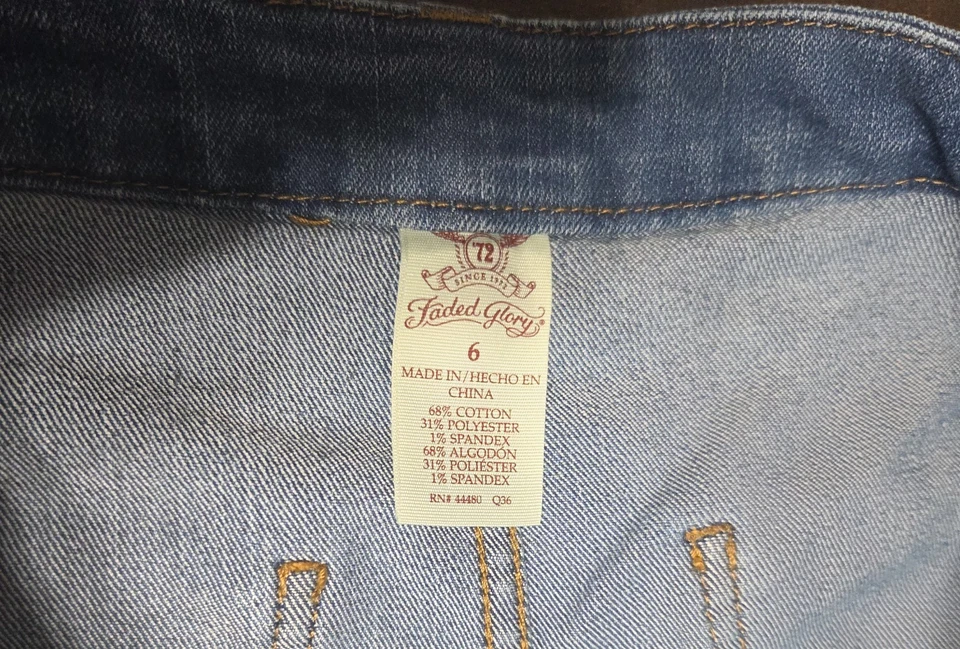 '72
SINCE 1972
Faded Glory®
6
MADE IN/HECHO EN
CHINA
68% COTTON
31% POLYESTER
1% SPANDEX
68% ALGODÓN
31% POLIÉSTER
1% SPANDEX
RN# 44480 Q36